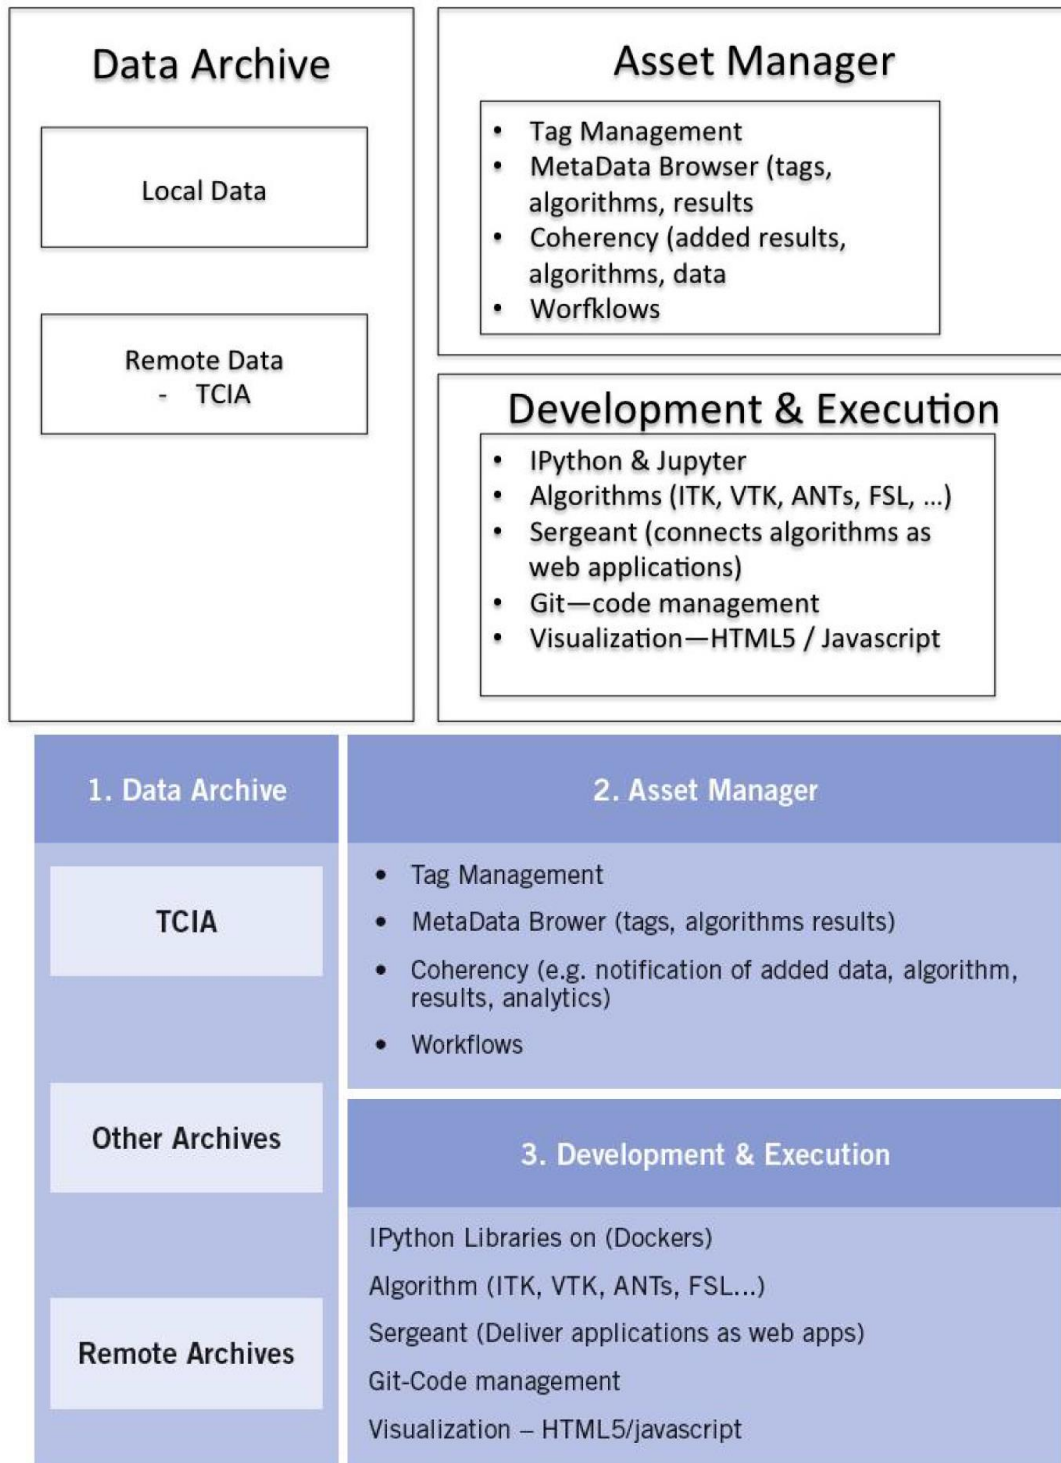 Data Archive
Local Data
Remote Data
- TCIA
Asset Manager
• Tag Management
• MetaData Browser (tags,
algorithms, results
• Coherency (added results,
algorithms, data
• Worfklows
Development & Execution
• IPython & Jupyter
• Algorithms (ITK, VTK, ANTs, FSL, ...)
• Sergeant (connects algorithms as
web applications)
• Git—code management
• Visualization—HTML5 / Javascript
1. Data Archive
TCIA
Other Archives
Remote Archives
2. Asset Manager
• Tag Management
• MetaData Brower (tags, algorithms results)
• Coherency (e.g. notification of added data, algorithm,
results, analytics)
• Workflows
3. Development & Execution
IPython Libraries on (Dockers)
Algorithm (ITK, VTK, ANTs, FSL...)
Sergeant (Deliver applications as web apps)
Git-Code management
Visualization – HTML5/javascript